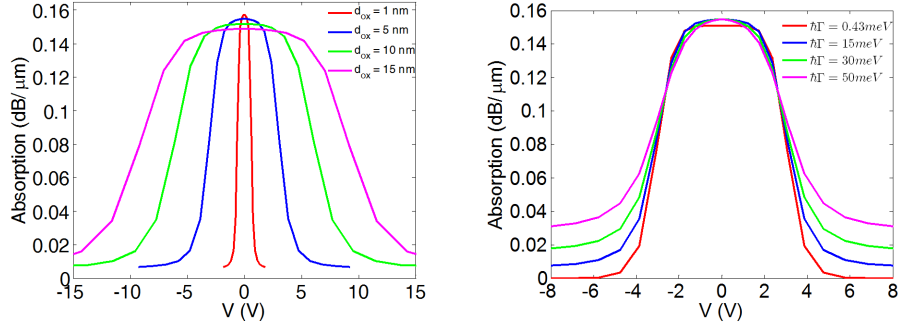 0.16
0.14
0.12
0.1
0.08
0.06
0.04
0.02
0
-15 -10 -5 0 5 10 15
Absorption (dB/μm)
V (V)
d_ox = 1 nm
d_ox = 5 nm
d_ox = 10 nm
d_ox = 15 nm
0.16
0.14
0.12
0.1
0.08
0.06
0.04
0.02
0
-8 -6 -4 -2 0 2 4 6 8
Absorption (dB/μm)
V (V)
ℏΓ = 0.43meV
ℏΓ = 15meV
ℏΓ = 30meV
ℏΓ = 50meV